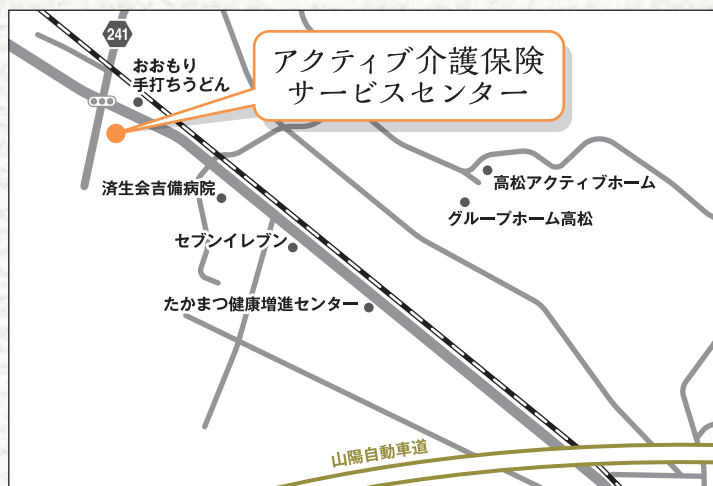 241
おおもり
手打ちうどん
アクティブ介護保険
サービスセンター
済生会吉備病院
高松アクティブホーム
グループホーム高松
セブンイレブン
たかまつ健康増進センター
山陽自動車道